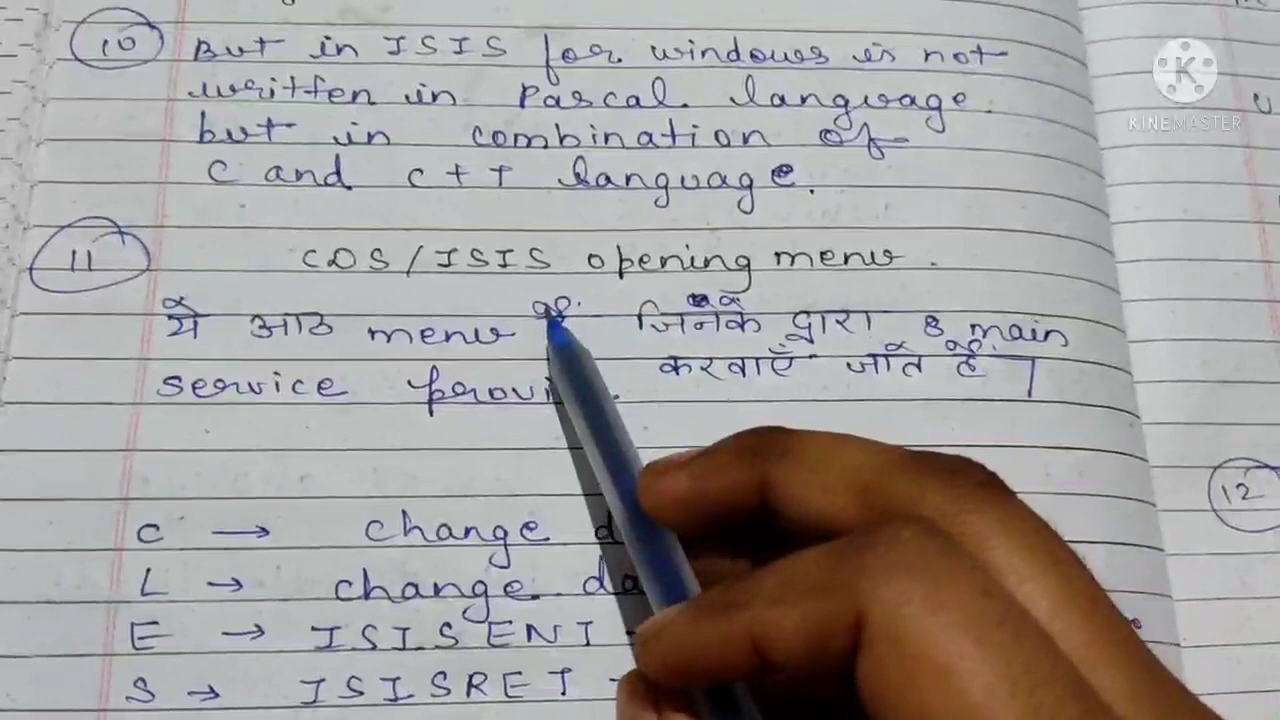 10 But in ISIS for windows is not
written in Pascal language.
but in combination of
C and C++ language.
11 CDS/ISIS opening menu.
ये आठ menu हैं. जिनके द्वारा 8 main
service provi करवाएँ जाते हैं।
C → change d
L → change da
E → ISISENT
S → ISISRET -
12
KINEMASTER